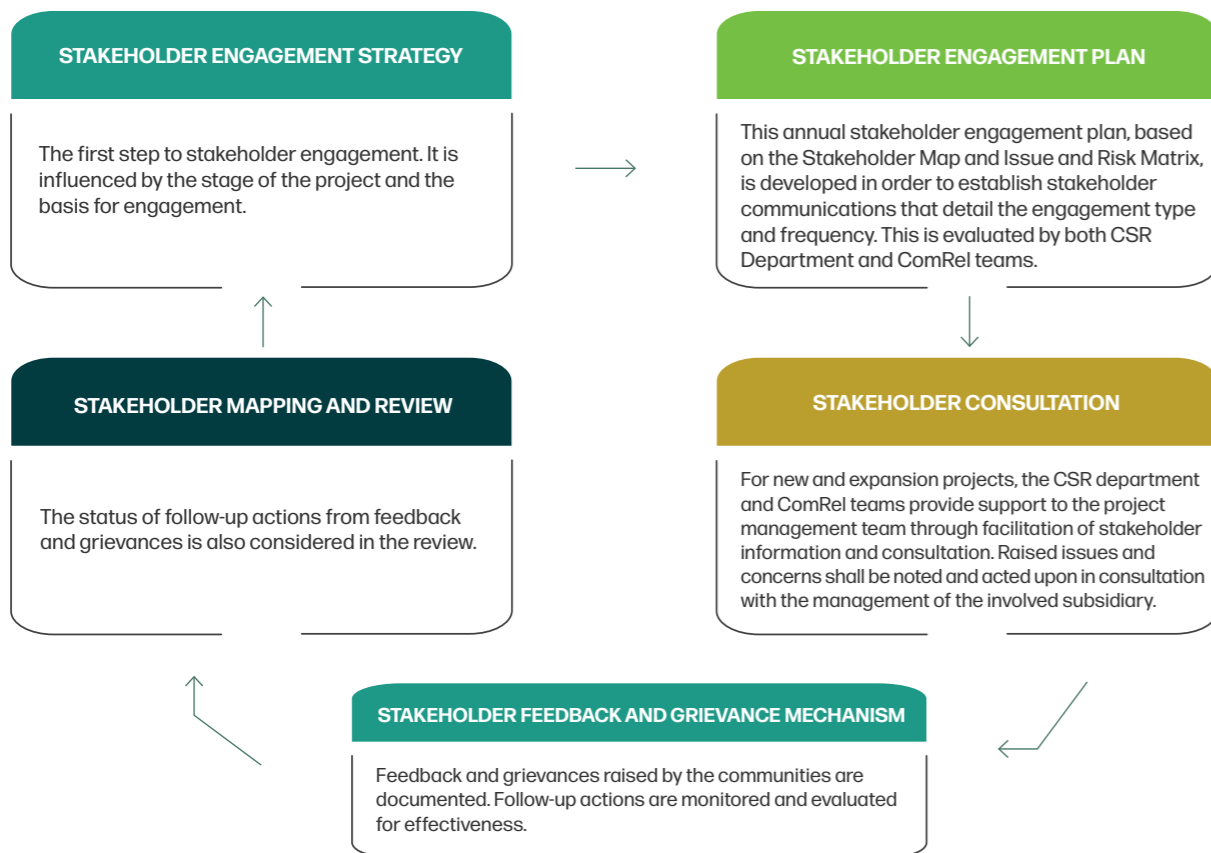 STAKEHOLDER ENGAGEMENT STRATEGY
The first step to stakeholder engagement. It is
influenced by the stage of the project and the
basis for engagement.
STAKEHOLDER ENGAGEMENT PLAN
This annual stakeholder engagement plan, based
on the Stakeholder Map and Issue and Risk Matrix,
is developed in order to establish stakeholder
communications that detail the engagement type
and frequency. This is evaluated by both CSR
Department and ComRel teams.
STAKEHOLDER CONSULTATION
For new and expansion projects, the CSR department
and ComRel teams provide support to the project
management team through facilitation of stakeholder
information and consultation. Raised issues and
concerns shall be noted and acted upon in consultation
with the management of the involved subsidiary.
STAKEHOLDER FEEDBACK AND GRIEVANCE MECHANISM
Feedback and grievances raised by the communities are
documented. Follow-up actions are monitored and evaluated
for effectiveness.
STAKEHOLDER MAPPING AND REVIEW
The status of follow-up actions from feedback
and grievances is also considered in the review.